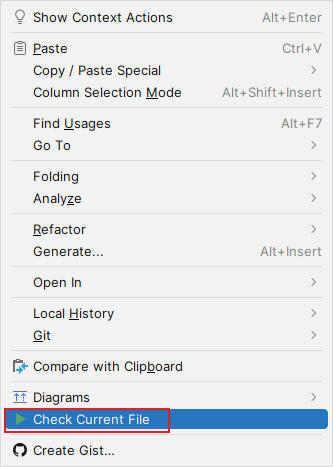 Show Context Actions Alt+Enter
Paste Ctrl+V
Copy / Paste Special
Column Selection Mode Alt+Shift+Insert
Find Usages Alt+F7
Go To
Folding
Analyze
Refactor
Generate... Alt+Insert
Open In
Local History
Git
Compare with Clipboard
Diagrams
Check Current File
Create Gist...